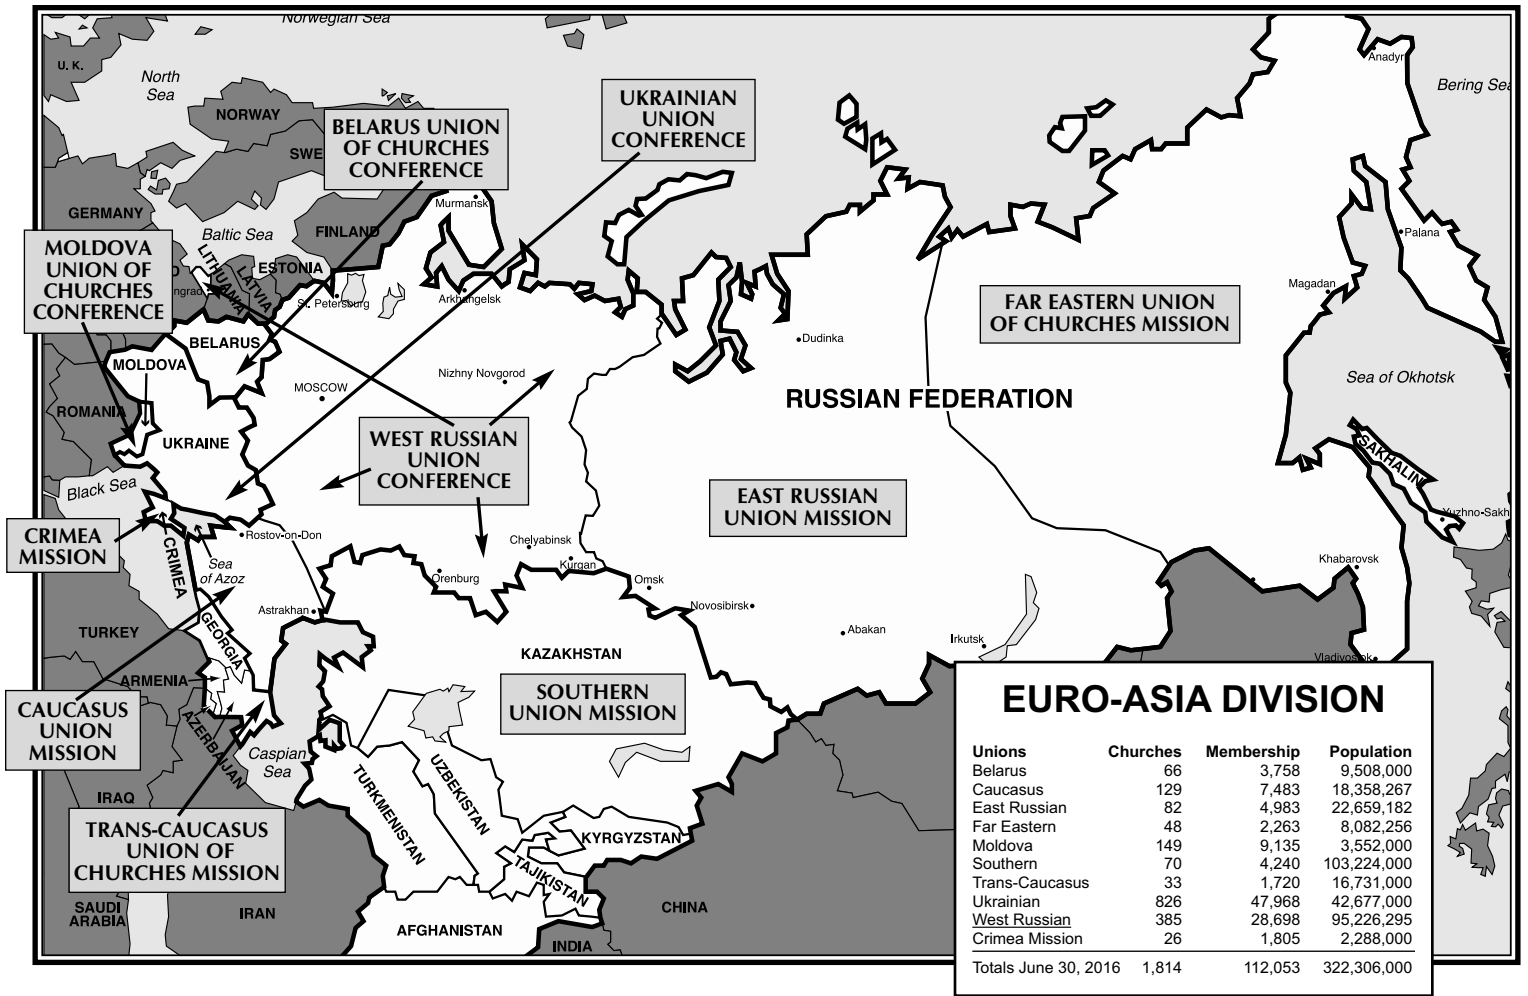 Norwegian Sea
U. K.
North
Sea
NORWAY
SWE
BELARUS UNION
OF CHURCHES
CONFERENCE
UKRAINIAN
UNION
CONFERENCE
Anadyr
Bering Sea
GERMANY
Baltic Sea
FINLAND
Murmansk
ESTONIA
LATVIA
LITHUANIA
MOLDOVA
UNION OF
CHURCHES
CONFERENCE
ngrad
St. Petersburg
Arkhangelsk
Palana
Magadan
FAR EASTERN UNION
OF CHURCHES MISSION
Dudinka
BELARUS
MOLDOVA
MOSCOW
Nizhny Novgorod
Sea of Okhotsk
RUSSIAN FEDERATION
ROMANIA
UKRAINE
WEST RUSSIAN
UNION
CONFERENCE
SAKHALIN
Black Sea
EAST RUSSIAN
UNION MISSION
Yuzhno-Sakh
CRIMEA
MISSION
CRIMEA
Rostov-on-Don
Sea
of Azoz
Chelyabinsk
Kurgan
Orenburg
Omsk
Khabarovsk
Astrakhan
Novosibirsk
Abakan
Irkutsk
Vladivostok
TURKEY
GEORGIA
ARMENIA
AZERBAIJAN
KAZAKHSTAN
SOUTHERN
UNION MISSION
CAUCASUS
UNION
MISSION
Caspian
Sea
IRAQ
TURKMENISTAN
UZBEKISTAN
KYRGYZSTAN
TAJIKISTAN
TRANS-CAUCASUS
UNION OF
CHURCHES MISSION
SAUDI
ARABIA
IRAN
AFGHANISTAN
INDIA
CHINA
EURO-ASIA DIVISION
Unions Churches Membership Population
Belarus 66 3,758 9,508,000
Caucasus 129 7,483 18,358,267
East Russian 82 4,983 22,659,182
Far Eastern 48 2,263 8,082,256
Moldova 149 9,135 3,552,000
Southern 70 4,240 103,224,000
Trans-Caucasus 33 1,720 16,731,000
Ukrainian 826 47,968 42,677,000
West Russian 385 28,698 95,226,295
Crimea Mission 26 1,805 2,288,000
Totals June 30, 2016 1,814 112,053 322,306,000